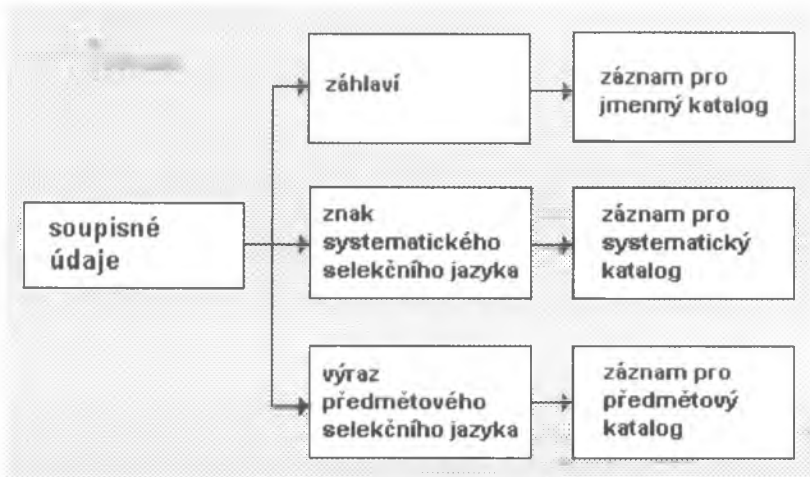 soupisné
údaje
záhlaví
záznam pro
jmenný katalog
znak
systematického
selekčního jazyka
záznam pro
systematický
katalog
výraz
předmětového
selekčního jazyka
záznam pro
předmětový
katalog